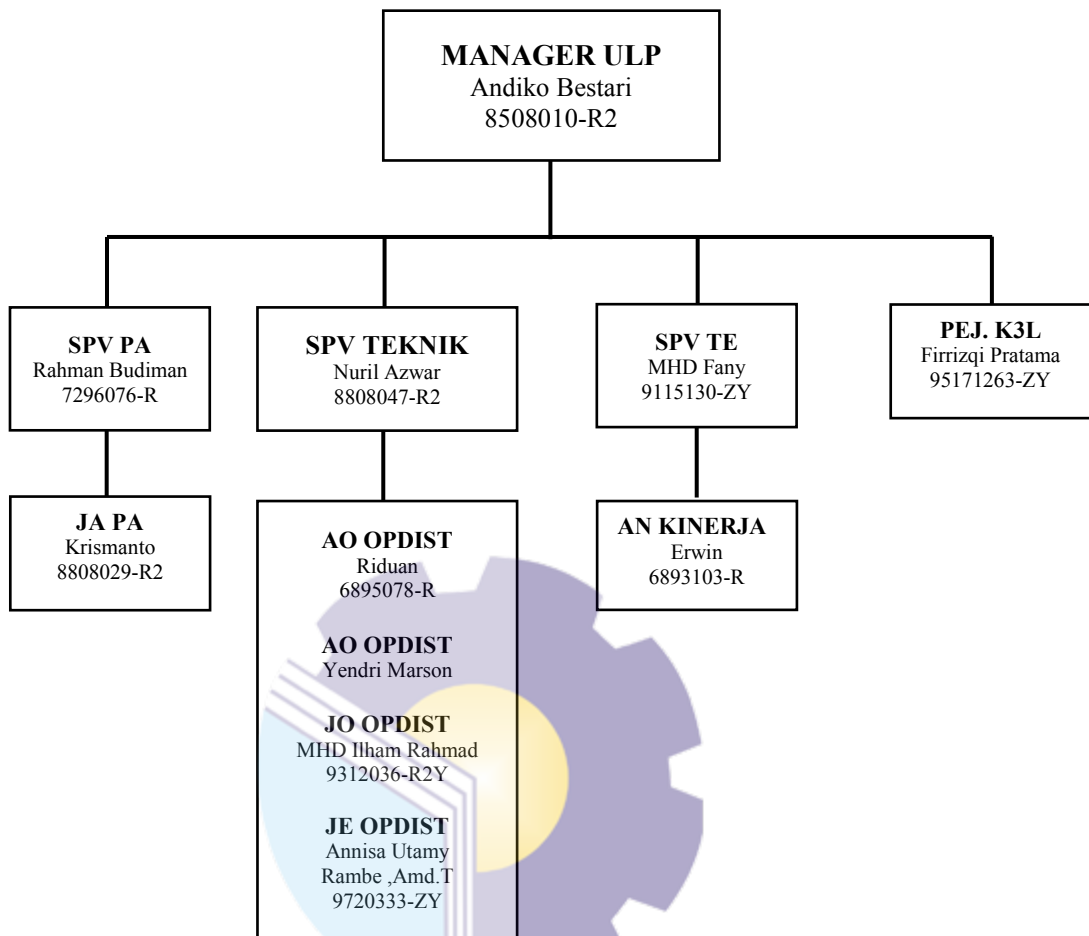 MANAGER ULP
Andiko Bestari
8508010-R2
SPV PA
Rahman Budiman
7296076-R
SPV TEKNIK
Nuril Azwar
8808047-R2
SPV TE
MHD Fany
9115130-ZY
PEJ. K3L
Firrizqi Pratama
95171263-ZY
JA PA
Krismanto
8808029-R2
AO OPDIST
Riduan
6895078-R
AO OPDIST
Yendri Marson
JO OPDIST
MHD Ilham Rahmad
9312036-R2Y
JE OPDIST
Annisa Utamy
Rambe ,Amd.T
9720333-ZY
AN KINERJA
Erwin
6893103-R